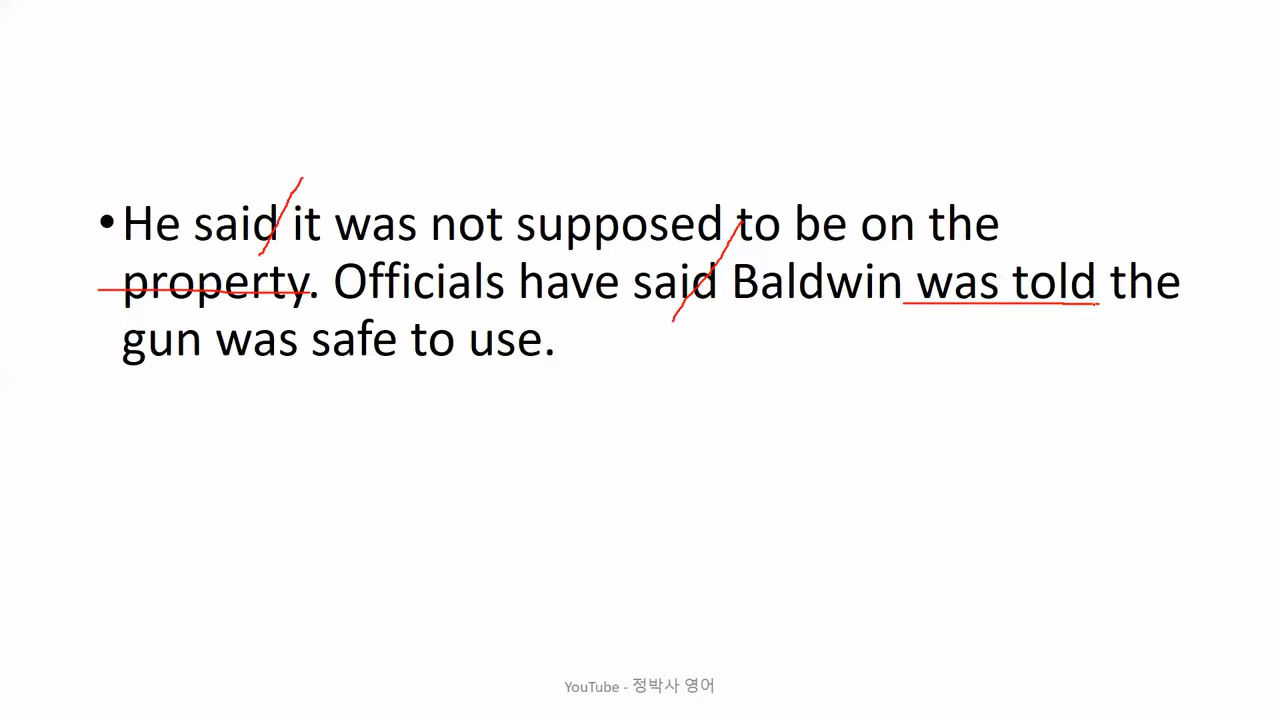 •He said it was not supposed to be on the
property. Officials have said Baldwin was told the
gun was safe to use.
YouTube - 정박사 영어